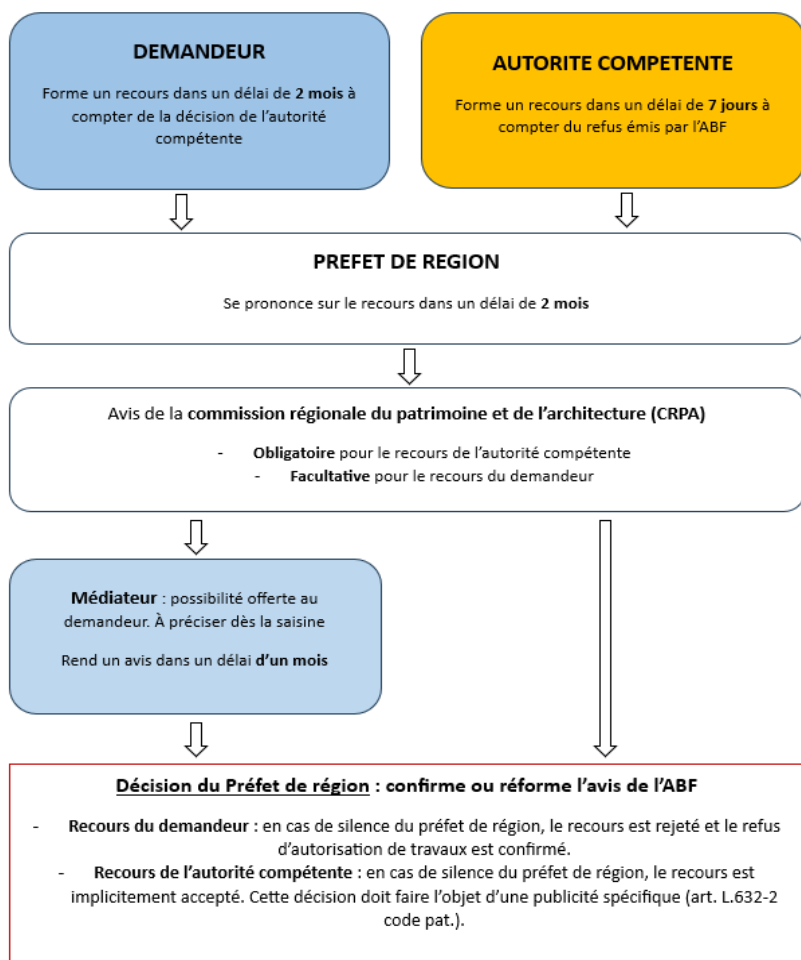 DEMANDEUR
Forme un recours dans un délai de 2 mois à
compter de la décision de l’autorité
compétente
AUTORITE COMPETENTE
Forme un recours dans un délai de 7 jours à
compter du refus émis par l’ABF
PREFET DE REGION
Se prononce sur le recours dans un délai de 2 mois
Avis de la commission régionale du patrimoine et de l’architecture (CRPA)
- Obligatoire pour le recours de l’autorité compétente
- Facultative pour le recours du demandeur
Médiateur : possibilité offerte au
demandeur. À préciser dès la saisine
Rend un avis dans un délai d’un mois
Décision du Préfet de région : confirme ou réforme l’avis de l’ABF
- Recours du demandeur : en cas de silence du préfet de région, le recours est rejeté et le refus
d’autorisation de travaux est confirmé.
- Recours de l’autorité compétente : en cas de silence du préfet de région, le recours est
implicitement accepté. Cette décision doit faire l’objet d’une publicité spécifique (art. L.632-2
code pat.).